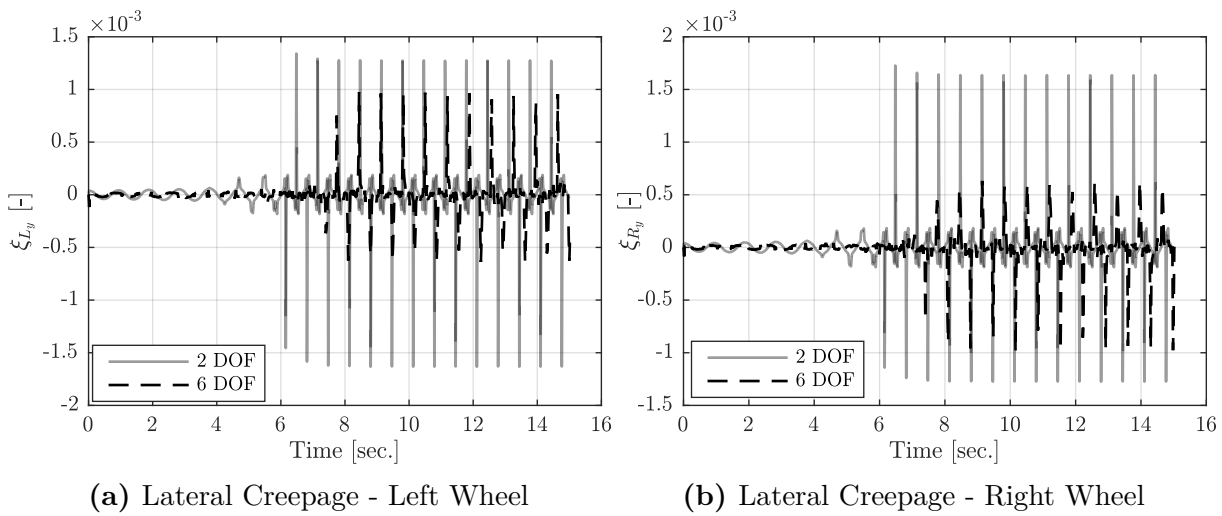 ×10⁻³
1.5
1
0.5
0
-0.5
-1
-1.5
-2
ξ_{L_y} [-]
2 DOF
6 DOF
0 2 4 6 8 10 12 14 16
Time [sec.]
(a) Lateral Creepage - Left Wheel
×10⁻³
2
1.5
1
0.5
0
-0.5
-1
-1.5
ξ_{R_y} [-]
2 DOF
6 DOF
0 2 4 6 8 10 12 14 16
Time [sec.]
(b) Lateral Creepage - Right Wheel